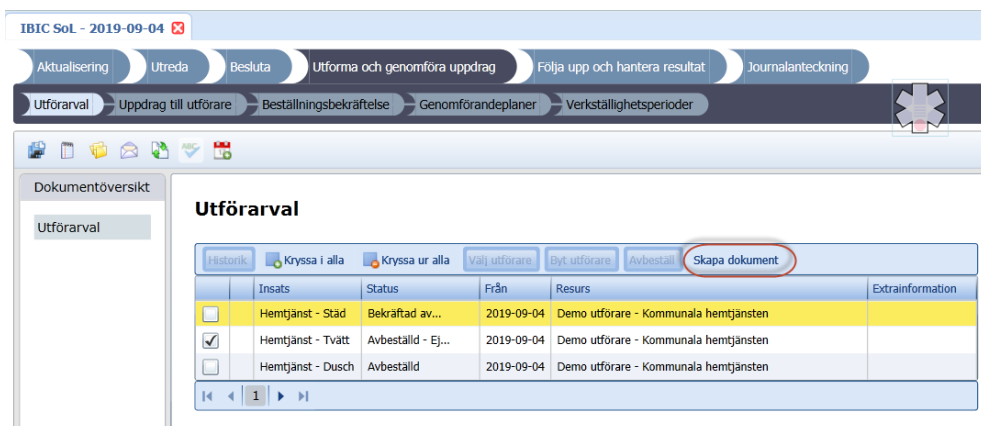 IBIC SoL - 2019-09-04
Aktualisering Utreda Besluta Utforma och genomföra uppdrag Följa upp och hantera resultat Journalanteckning
Utförarval Uppdrag till utförare Beställningsbekräftelse Genomförandeplaner Verkställighetsperioder
ABC
Dokumentöversikt
Utförarval
Utförarval
Historik Kryssa i alla Kryssa ur alla Välj utförare Byt utförare Avbeställ Skapa dokument
Insats Status Från Resurs Extrainformation
Hemtjänst - Städ Bekräftad av... 2019-09-04 Demo utförare - Kommunala hemtjänsten
Hemtjänst - Tvätt Avbeställd - Ej... 2019-09-04 Demo utförare - Kommunala hemtjänsten
Hemtjänst - Dusch Avbeställd 2019-09-04 Demo utförare - Kommunala hemtjänsten
1